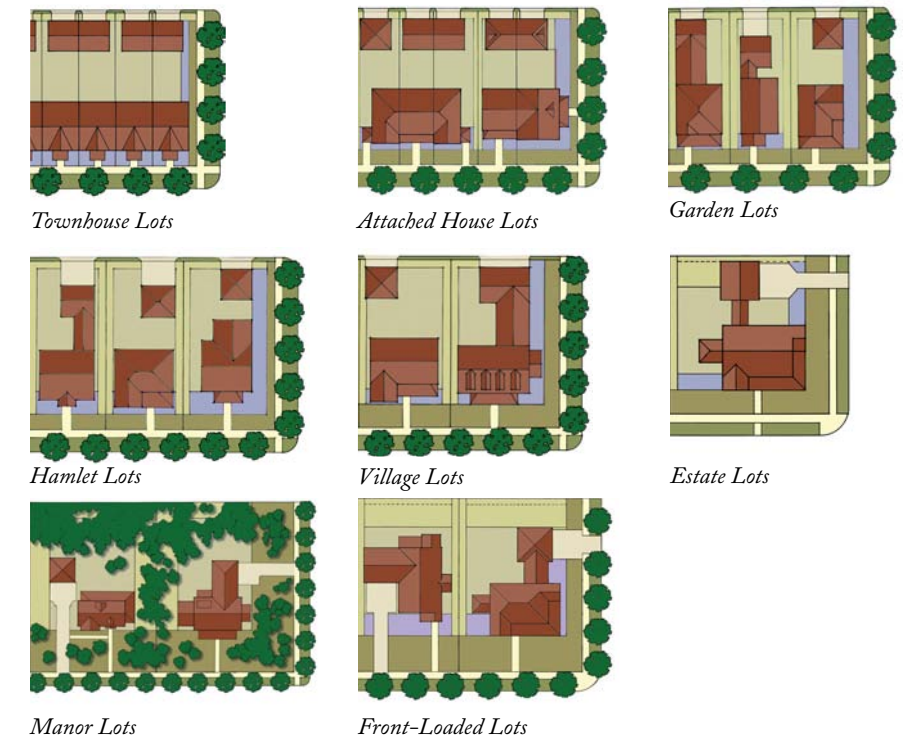 Townhouse Lots
Attached House Lots
Garden Lots
Hamlet Lots
Village Lots
Estate Lots
Manor Lots
Front-Loaded Lots